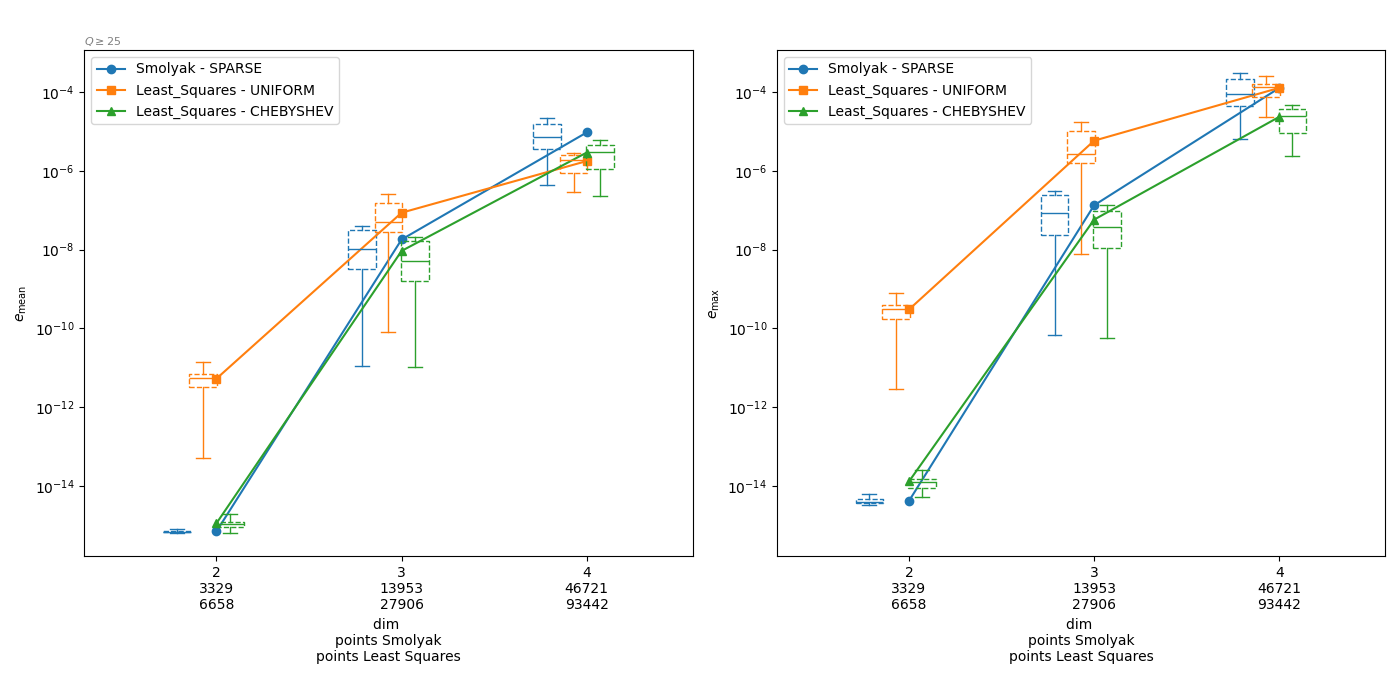 Q ≥ 25
Smolyak - SPARSE
Least_Squares - UNIFORM
Least_Squares - CHEBYSHEV
10⁻⁴
10⁻⁶
10⁻⁸
10⁻¹⁰
10⁻¹²
10⁻¹⁴
e_mean
2 3 4
3329 13953 46721
6658 27906 93442
dim
points Smolyak
points Least Squares
Smolyak - SPARSE
Least_Squares - UNIFORM
Least_Squares - CHEBYSHEV
10⁻⁴
10⁻⁶
10⁻⁸
10⁻¹⁰
10⁻¹²
10⁻¹⁴
e_max
2 3 4
3329 13953 46721
6658 27906 93442
dim
points Smolyak
points Least Squares